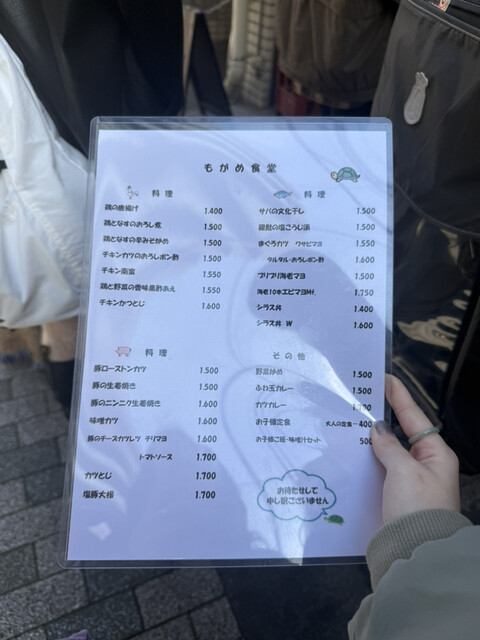 もがめ食堂
料理
鶏の唐揚げ 1.400
鶏となすのおろし煮 1.500
鶏となすの辛みそ炒め 1.500
チキンカツのおろしポン酢 1.500
チキン南蛮 1.550
鶏と野菜の香味黒酢あえ 1.550
チキンかつとじ 1.600
料理
サバの文化干し 1.500
銀鮭の塩こうじ漬 1.500
まぐろカツ ワサビマヨ 1.550
タルタル・おろしポン酢 1.600
プリプリ海老マヨ 1.500
海老10本エビマヨMt. 1.750
シラス丼 1.400
シラス丼 W 1.600
料理
豚ローストンカツ 1.500
豚の生姜焼き 1.500
豚のニンニク生姜焼き 1.600
味噌カツ 1.600
豚のチーズカツレツ チリマヨ 1.600
トマトソース 1.700
カツとじ 1.700
塩豚大根 1.700
その他
野菜炒め 1.500
ふわ玉カレー 1.500
カツカレー
お子様定食 大人の定食－400
お子様ご飯・味噌汁セット 500
お待たせして
申し訳ございません